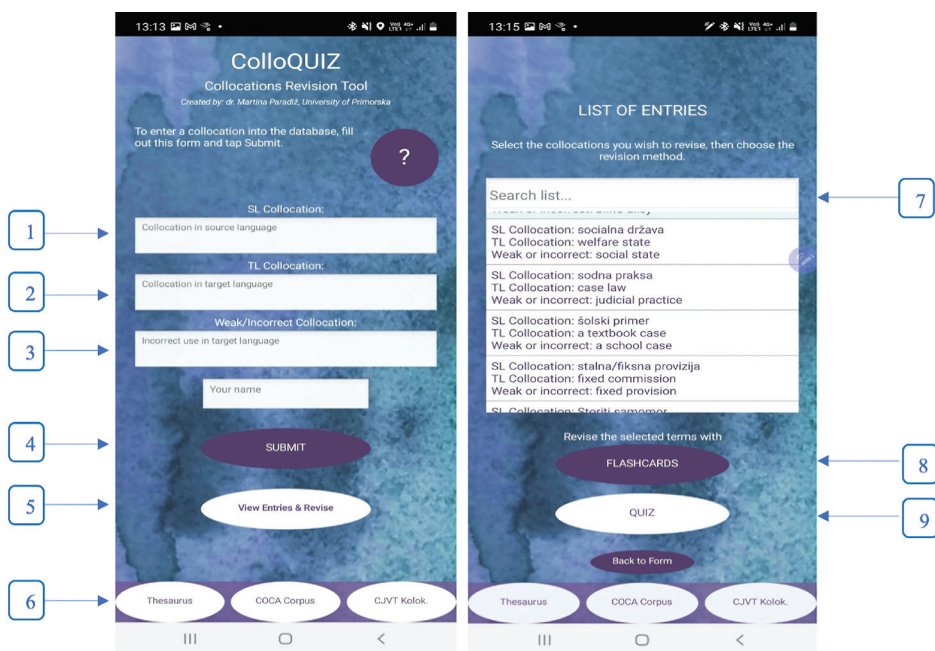 13:13
ColloQUIZ
Collocations Revision Tool
Created by: dr. Martina Paradiž, University of Primorska
To enter a collocation into the database, fill
out this form and tap Submit.
?
SL Collocation:
Collocation in source language
TL Collocation:
Collocation in target language
Weak/Incorrect Collocation:
Incorrect use in target language
Your name
SUBMIT
View Entries & Revise
Thesaurus
COCA Corpus
CJVT Kolok.
1
2
3
4
5
6
13:15
LIST OF ENTRIES
Select the collocations you wish to revise, then choose the
revision method.
Search list...
SL Collocation: socialna država
TL Collocation: welfare state
Weak or incorrect: social state
SL Collocation: sodna praksa
TL Collocation: case law
Weak or incorrect: judicial practice
SL Collocation: šolski primer
TL Collocation: a textbook case
Weak or incorrect: a school case
SL Collocation: stalna/fiksna provizija
TL Collocation: fixed commission
Weak or incorrect: fixed provision
SL Collocation: Storiti samomor
Revise the selected terms with
FLASHCARDS
QUIZ
Back to Form
Thesaurus
COCA Corpus
CJVT Kolok.
7
8
9